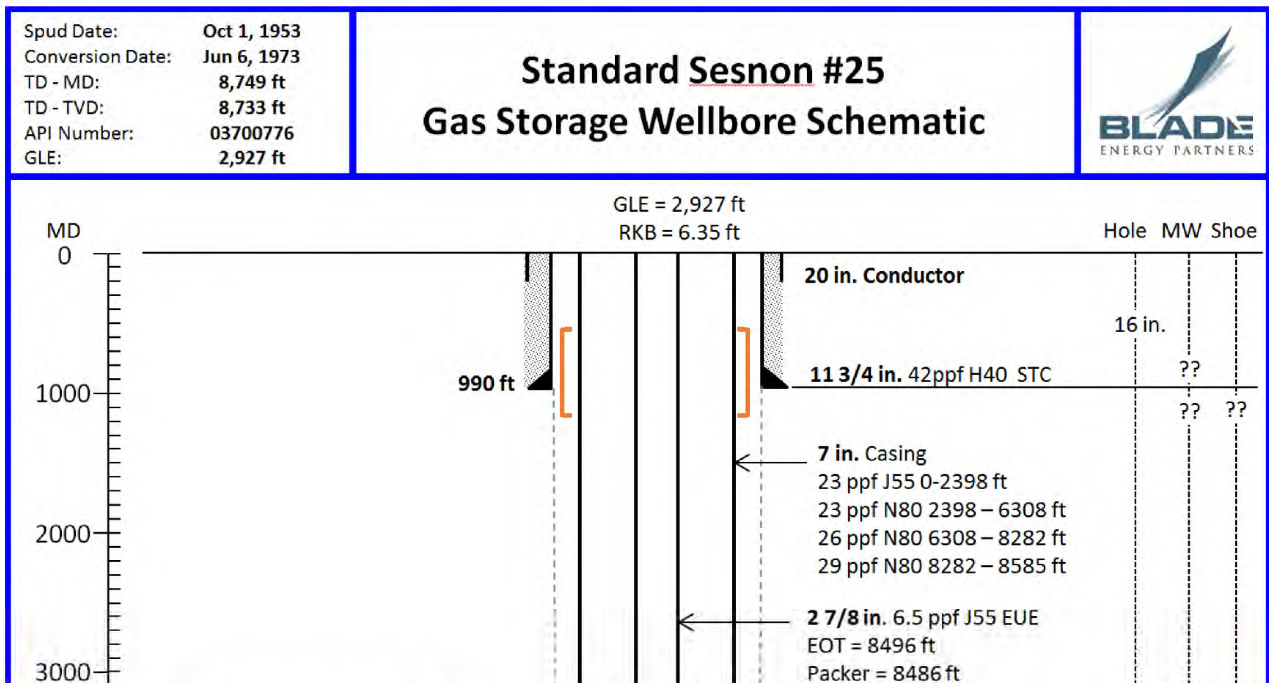 Spud Date: Oct 1, 1953
Conversion Date: Jun 6, 1973
TD - MD: 8,749 ft
TD - TVD: 8,733 ft
API Number: 03700776
GLE: 2,927 ft
Standard Sesnon #25
Gas Storage Wellbore Schematic
BLADE
ENERGY PARTNERS
GLE = 2,927 ft
RKB = 6.35 ft
MD
Hole MW Shoe
0
20 in. Conductor
16 in.
??
990 ft
11 3/4 in. 42ppf H40 STC
1000
?? ??
7 in. Casing
23 ppf J55 0-2398 ft
23 ppf N80 2398 – 6308 ft
2000
26 ppf N80 6308 – 8282 ft
29 ppf N80 8282 – 8585 ft
2 7/8 in. 6.5 ppf J55 EUE
EOT = 8496 ft
3000
Packer = 8486 ft